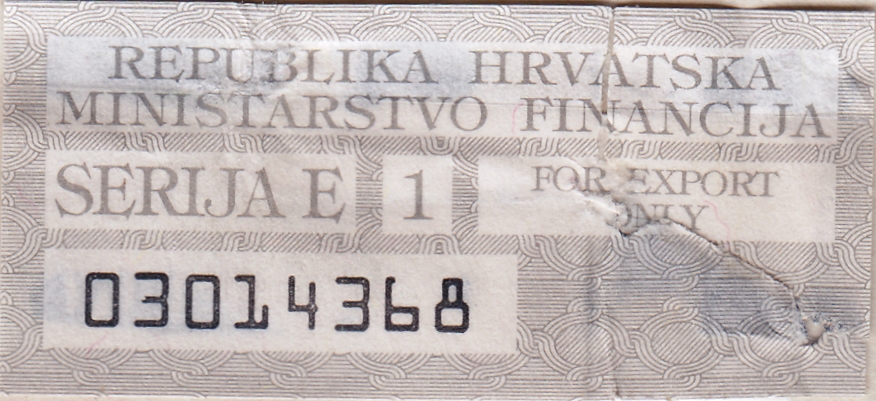 REPUBLIKA HRVATSKA
MINISTARSTVO FINANCIJA
SERIJA E 1
FOR EXPORT
ONLY
03014368